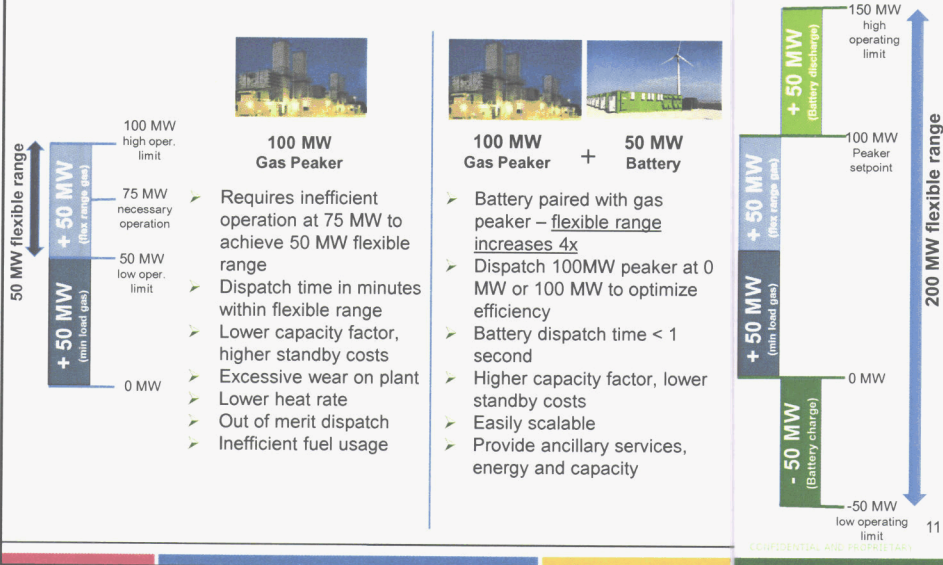 50 MW flexible range
100 MW
high oper.
limit
75 MW
necessary
operation
50 MW
low oper.
limit
0 MW
+ 50 MW
(flex range gas)
+ 50 MW
(min load gas)
100 MW
Gas Peaker
Requires inefficient
operation at 75 MW to
achieve 50 MW flexible
range
Dispatch time in minutes
within flexible range
Lower capacity factor,
higher standby costs
Excessive wear on plant
Lower heat rate
Out of merit dispatch
Inefficient fuel usage
100 MW
Gas Peaker
+
50 MW
Battery
Battery paired with gas
peaker – flexible range
increases 4x
Dispatch 100MW peaker at 0
MW or 100 MW to optimize
efficiency
Battery dispatch time < 1
second
Higher capacity factor, lower
standby costs
Easily scalable
Provide ancillary services,
energy and capacity
+ 50 MW
(Battery discharge)
+ 50 MW
(flex range gas)
+ 50 MW
(min load gas)
- 50 MW
(Battery charge)
150 MW
high
operating
limit
100 MW
Peaker
setpoint
0 MW
-50 MW
low operating
limit
200 MW flexible range
11
CONFIDENTIAL AND PROPRIETARY